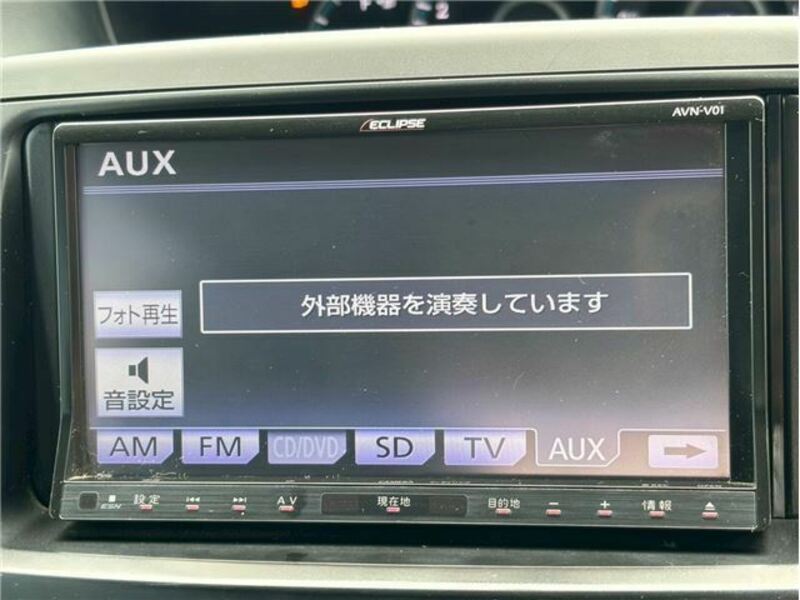 ECLIPSE
AVN-V01
AUX
外部機器を演奏しています
フォト再生
音設定
AM FM CD/DVD SD TV AUX
ESN 設定 AV 現在地 目的地 − + 情報